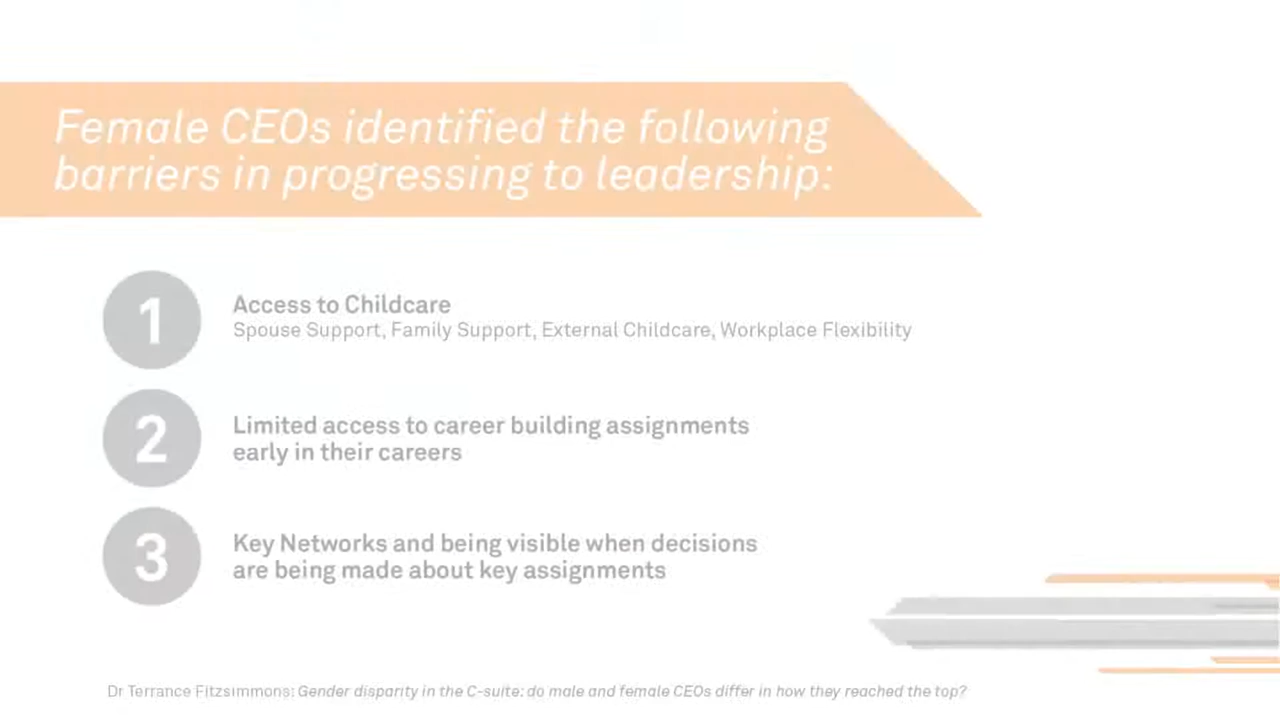 Female CEOs identified the following
barriers in progressing to leadership:
1
Access to Childcare
Spouse Support, Family Support, External Childcare, Workplace Flexibility
2
Limited access to career building assignments
early in their careers
3
Key Networks and being visible when decisions
are being made about key assignments
Dr Terrance Fitzsimmons: Gender disparity in the C-suite: do male and female CEOs differ in how they reached the top?